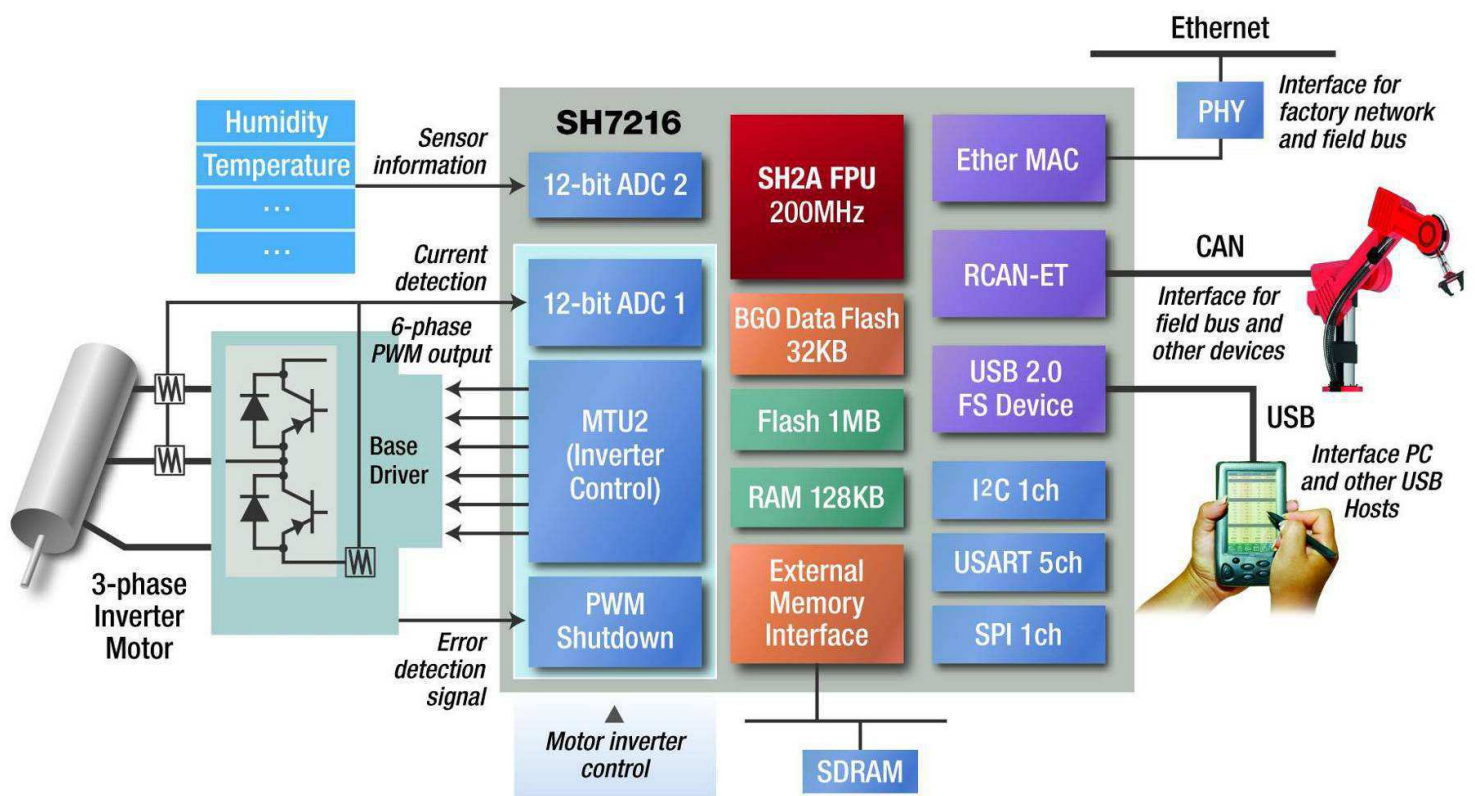 Ethernet
PHY
Interface for
factory network
and field bus
Humidity
Temperature
...
...
Sensor
information
SH7216
12-bit ADC 2
SH2A FPU
200MHz
Ether MAC
Current
detection
12-bit ADC 1
RCAN-ET
CAN
Interface for
field bus and
other devices
6-phase
PWM output
BGO Data Flash
32KB
USB 2.0
FS Device
USB
Interface PC
and other USB
Hosts
Base
Driver
MTU2
(Inverter
Control)
Flash 1MB
RAM 128KB
I²C 1ch
USART 5ch
SPI 1ch
3-phase
Inverter
Motor
PWM
Shutdown
External
Memory
Interface
Error
detection
signal
Motor inverter
control
SDRAM